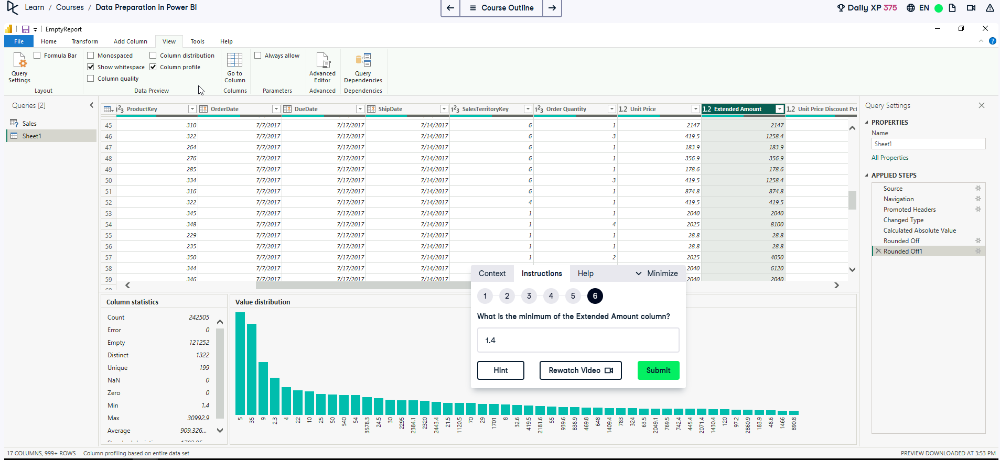 Learn / Courses / Data Preparation in Power BI
Course Outline
Daily XP 375
EN
EmptyReport
File Home Transform Add Column View Tools Help
Formula Bar
Monospaced
Column distribution
Always allow
Show whitespace
Column profile
Column quality
Query Settings
Go to Column
Advanced Editor
Query Dependencies
Layout
Data Preview
Columns
Parameters
Advanced
Dependencies
Queries [2]
Sales
Sheet1
1²3 ProductKey OrderDate DueDate ShipDate 1²3 SalesTerritoryKey 1²3 Order Quantity 1.2 Unit Price 1.2 Extended Amount 1.2 Unit Price Discount Pct
45 310 7/7/2017 7/17/2017 7/14/2017 6 1 2147 2147
46 322 7/7/2017 7/17/2017 7/14/2017 6 3 419.5 1258.4
47 264 7/7/2017 7/17/2017 7/14/2017 6 1 183.9 183.9
48 276 7/7/2017 7/17/2017 7/14/2017 6 1 356.9 356.9
49 285 7/7/2017 7/17/2017 7/14/2017 6 1 178.6 178.6
50 334 7/7/2017 7/17/2017 7/14/2017 6 3 419.5 1258.4
51 316 7/7/2017 7/17/2017 7/14/2017 6 1 874.8 874.8
52 322 7/7/2017 7/17/2017 7/14/2017 4 1 419.5 419.5
53 345 7/7/2017 7/17/2017 7/14/2017 1 1 2040 2040
54 348 7/7/2017 7/17/2017 7/14/2017 1 4 2025 8100
55 229 7/7/2017 7/17/2017 7/14/2017 1 1 28.8 28.8
56 235 7/7/2017 7/17/2017 7/14/2017 1 1 28.8 28.8
57 350 7/7/2017 7/17/2017 7/14/2017 1 2 2025 4050
58 344 7/7/2017 7/17/2017 7/14/2017 2040 6120
59 346 7/7/2017 7/17/2017 7/14/2017 2040 2040
Query Settings
PROPERTIES
Name
Sheet1
All Properties
APPLIED STEPS
Source
Navigation
Promoted Headers
Changed Type
Calculated Absolute Value
Rounded Off
Rounded Off1
Context Instructions Help Minimize
1 2 3 4 5 6
What is the minimum of the Extended Amount column?
1.4
Hint
Rewatch Video
Submit
Column statistics
Count 242505
Error 0
Empty 121252
Distinct 1322
Unique 199
NaN 0
Zero 0
Min 1.4
Max 30992.9
Average 909.326...
Value distribution
5 35 9 2.3 4 22 10 25 50 540 54 3578.3 24.5 30 2295 2384.1 2320 2443.4 21.5 1120.5 70 29 1701 8 32.6 419.5 2181.6 55 939.6 838.9 469.8 648 1409.4 783 324 63.5 2049.1 769.5 742.4 445.4 2071.4 1430.4 120 97.2 2860.9 183.9 48.6 1466 890.8
17 COLUMNS, 999+ ROWS
Column profiling based on entire data set
PREVIEW DOWNLOADED AT 3:53 PM